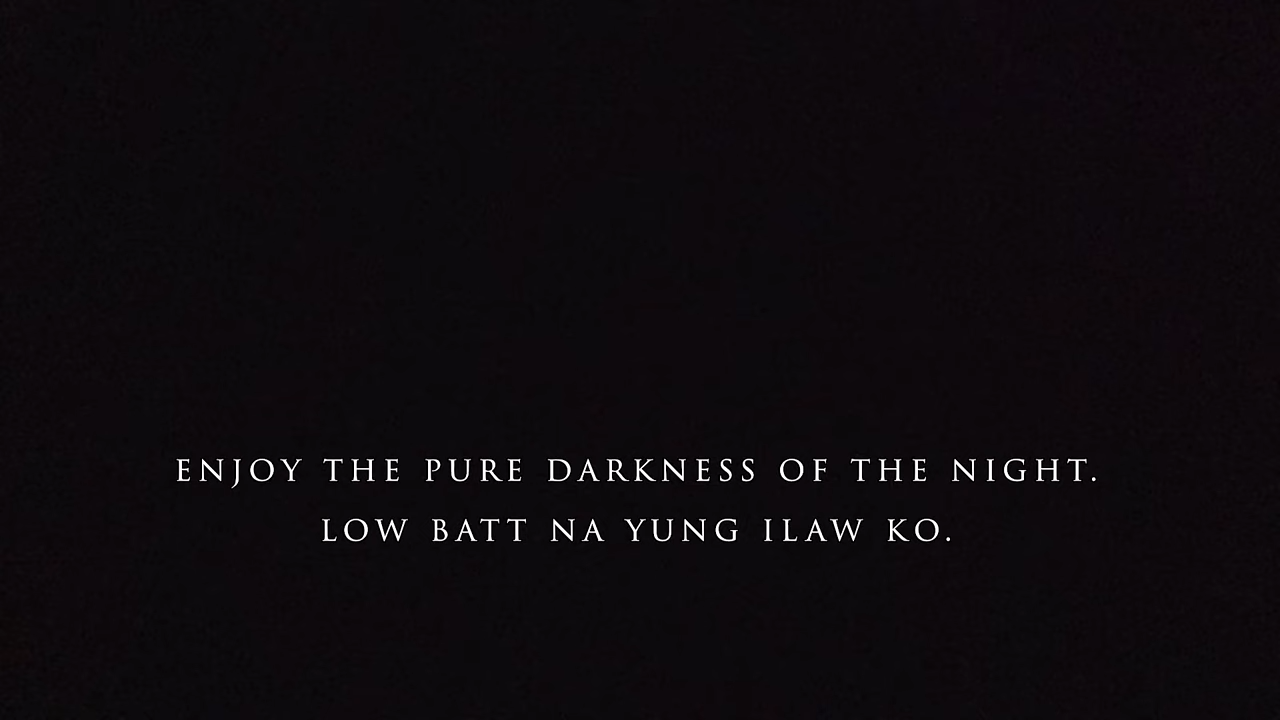 ENJOY THE PURE DARKNESS OF THE NIGHT.
LOW BATT NA YUNG ILAW KO.